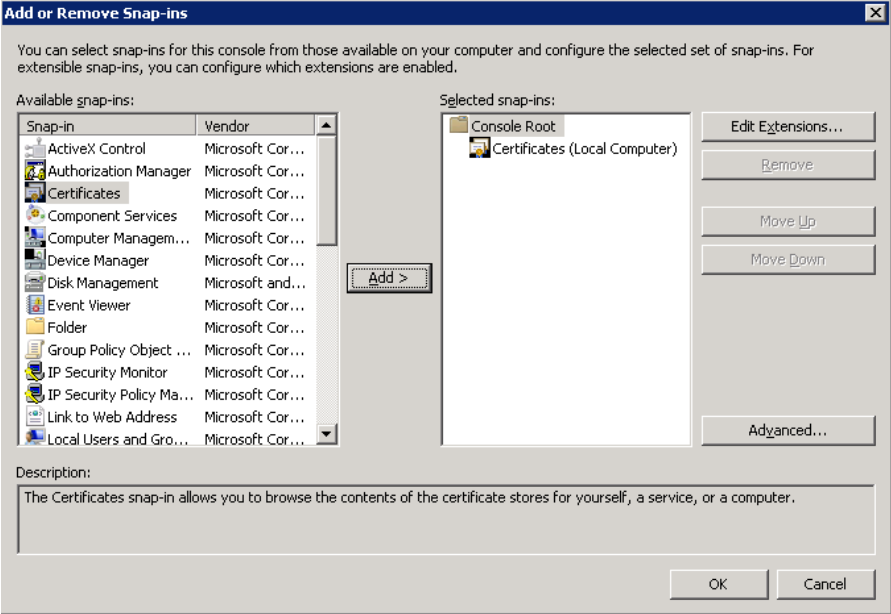 Add or Remove Snap-ins
You can select snap-ins for this console from those available on your computer and configure the selected set of snap-ins. For
extensible snap-ins, you can configure which extensions are enabled.
Available snap-ins:
Snap-in Vendor
ActiveX Control Microsoft Cor...
Authorization Manager Microsoft Cor...
Certificates Microsoft Cor...
Component Services Microsoft Cor...
Computer Managem... Microsoft Cor...
Device Manager Microsoft Cor...
Disk Management Microsoft and...
Event Viewer Microsoft Cor...
Folder Microsoft Cor...
Group Policy Object ... Microsoft Cor...
IP Security Monitor Microsoft Cor...
IP Security Policy Ma... Microsoft Cor...
Link to Web Address Microsoft Cor...
Local Users and Gro... Microsoft Cor...
Add >
Selected snap-ins:
Console Root
Certificates (Local Computer)
Edit Extensions...
Remove
Move Up
Move Down
Advanced...
Description:
The Certificates snap-in allows you to browse the contents of the certificate stores for yourself, a service, or a computer.
OK
Cancel